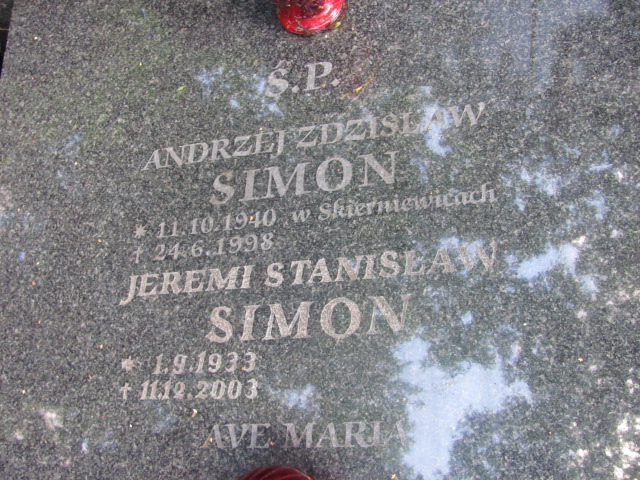 Ś.P.
ANDRZEJ ZDZISŁAW
SIMON
* 11.10.1940 w Skierniewicach
† 24.6.1998
JEREMI STANISŁAW
SIMON
* 1.9.1933
† 11.12.2003
AVE MARIA